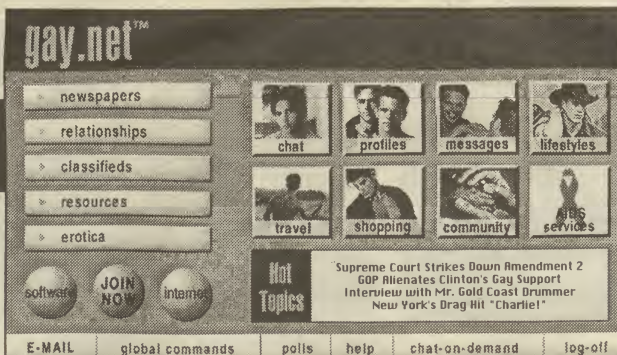 gay.net™
newspapers
relationships
classifieds
resources
erotica
chat
profiles
messages
lifestyles
travel
shopping
community
AIDS services
software
JOIN NOW
internet
Hot Topics
"Supreme Court Strikes Down Amendment 2
GOP Alienates Clinton's Gay Support
Interview with Mr. Gold Coast Drummer
New York's Drag Hit "Charlie!"
E-MAIL global commands polls help chat-on-demand log-off